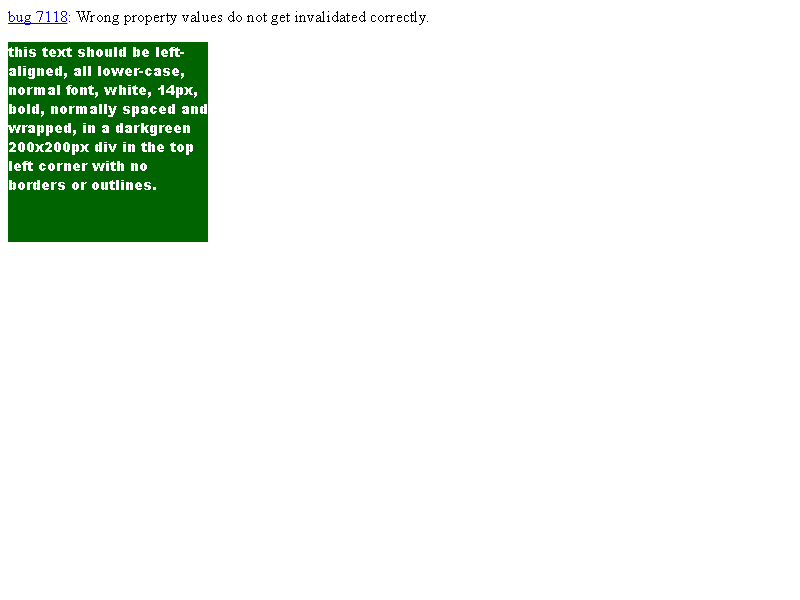 bug 7118: Wrong property values do not get invalidated correctly.
this text should be left-
aligned, all lower-case,
normal font, white, 14px,
bold, normally spaced and
wrapped, in a darkgreen
200x200px div in the top
left corner with no
borders or outlines.